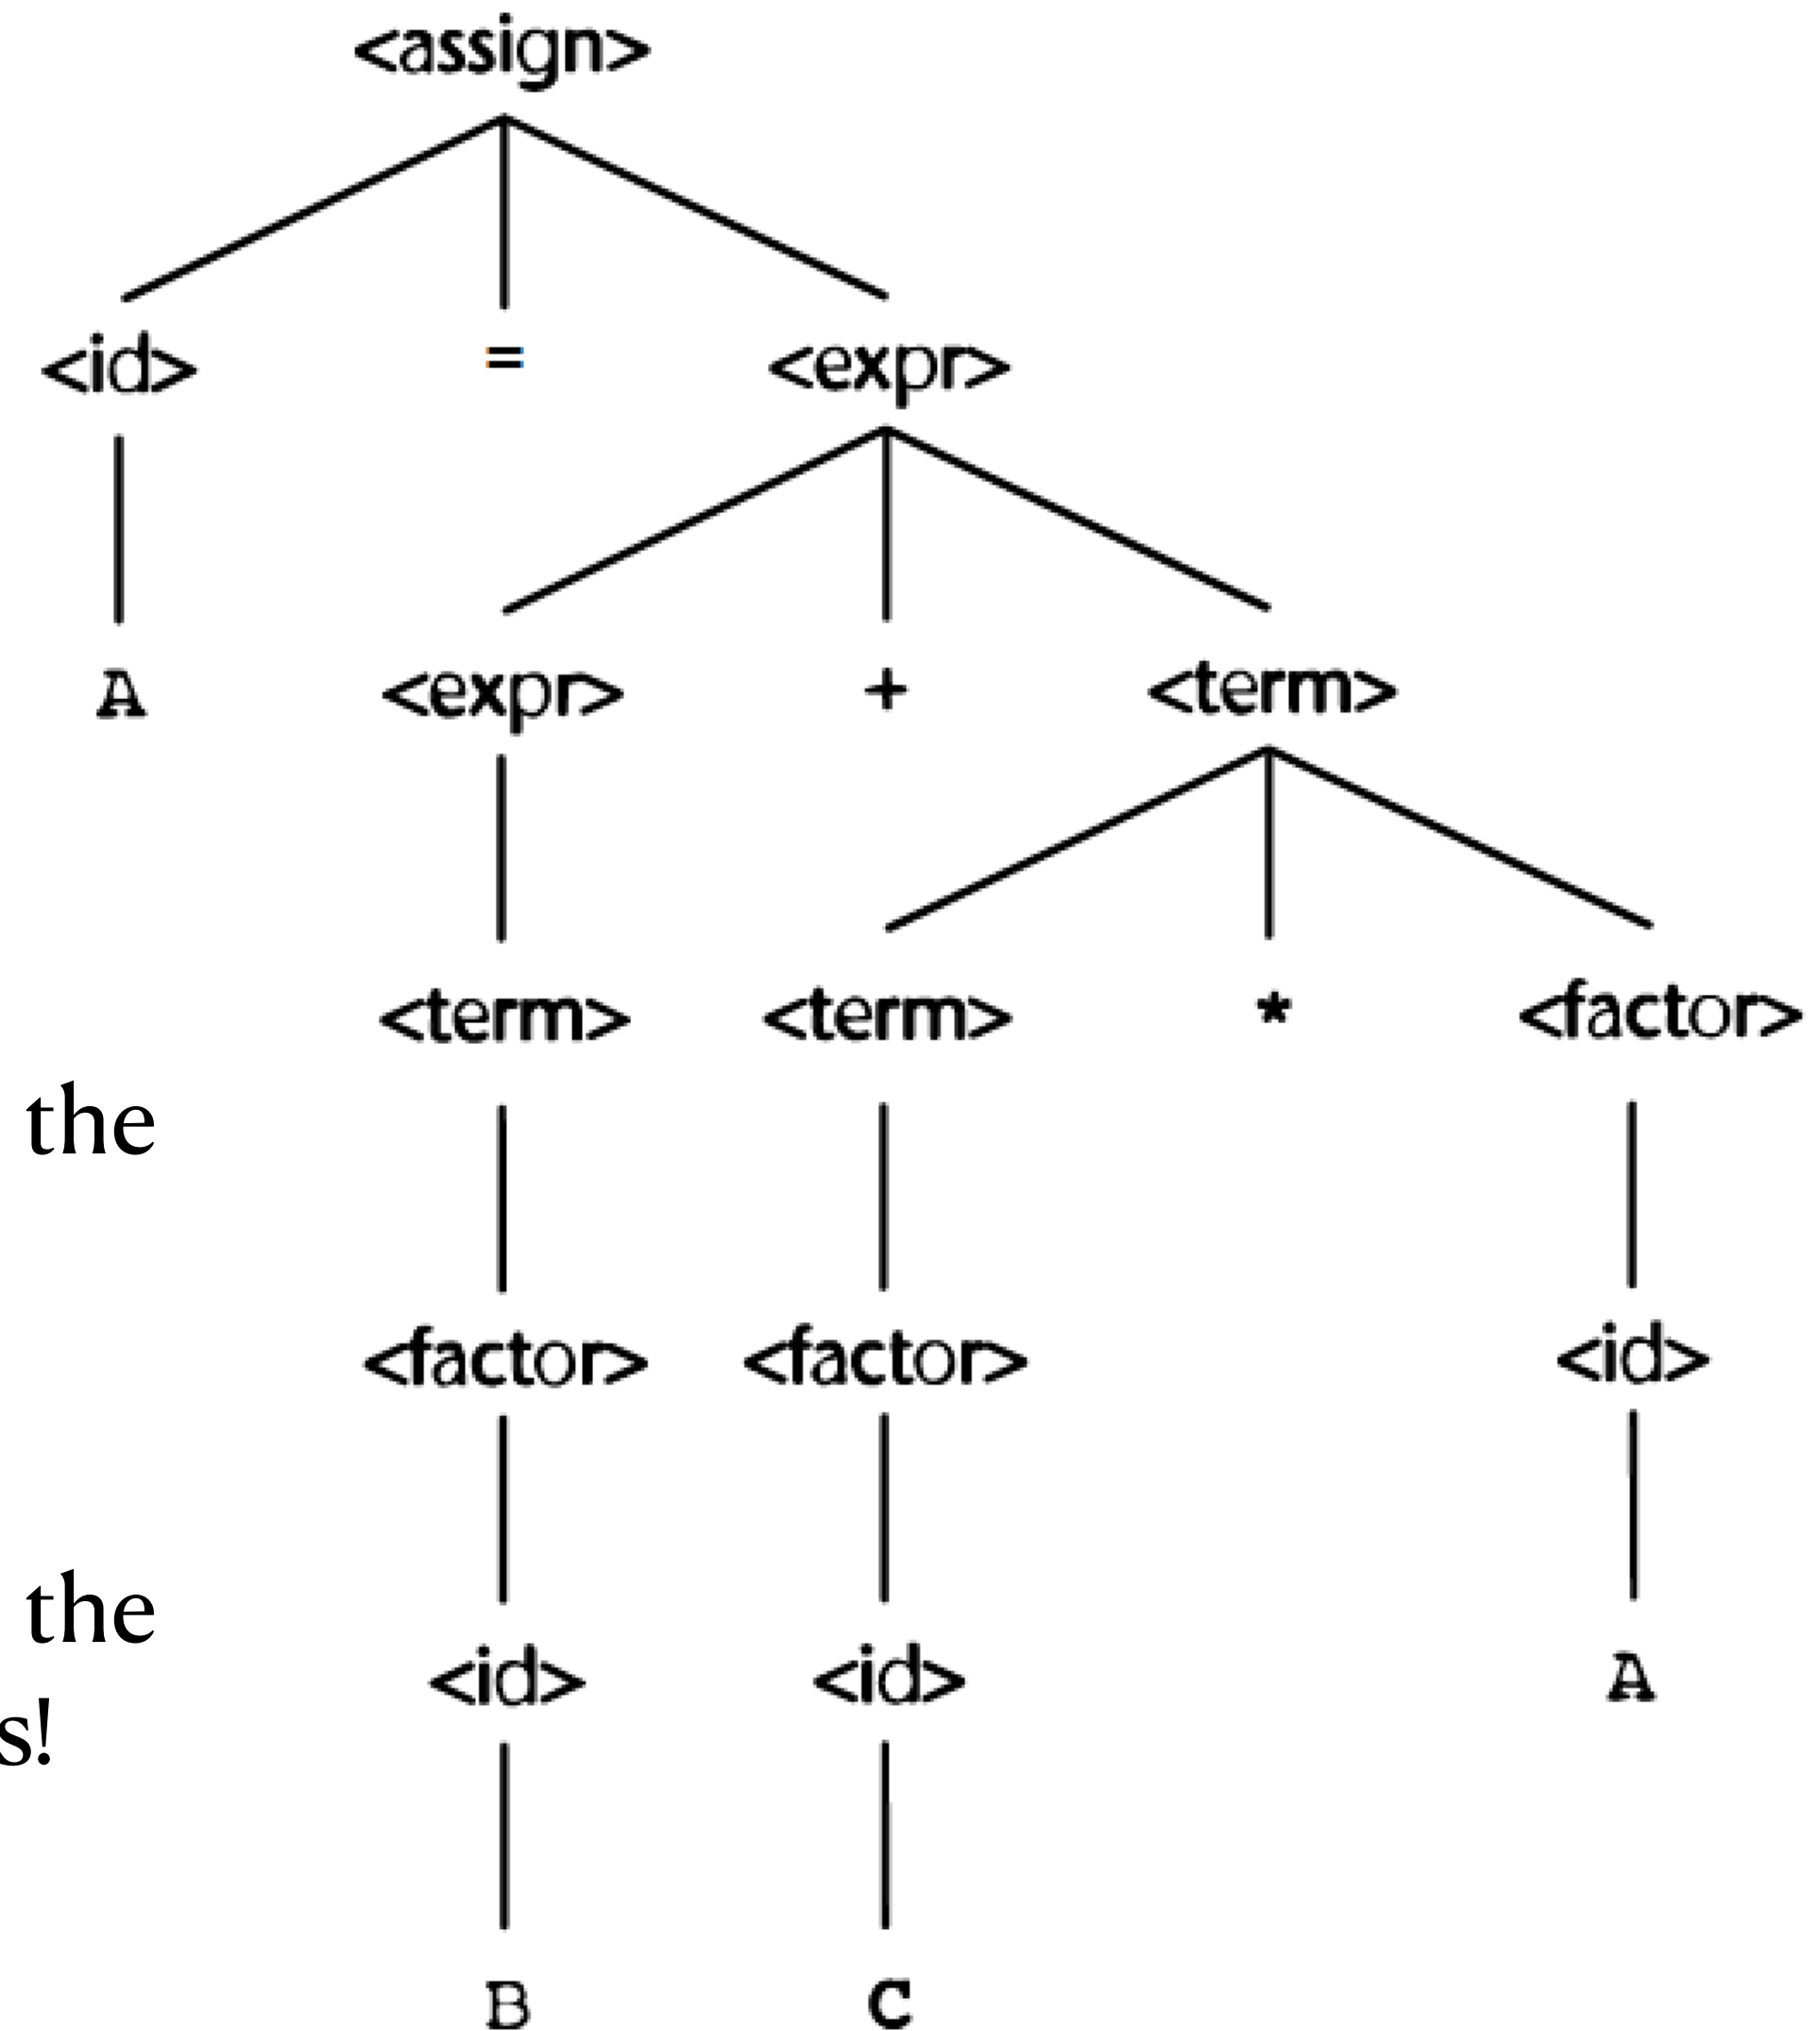 <assign>
<id> = <expr>
A <expr> + <term>
<term> <term> * <factor>
the
<factor> <factor> <id>
the
<id> <id> A
s!
B C